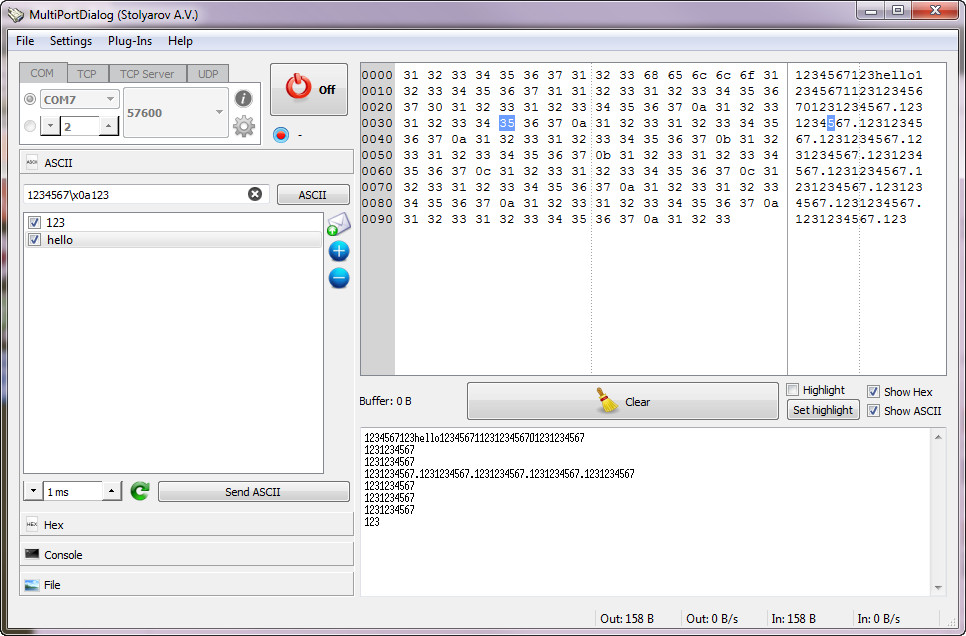 MultiPortDialog (Stolyarov A.V.)
File Settings Plug-Ins Help
COM TCP TCP Server UDP
COM7
57600
2
Off
-
ASCII ASCII
1234567\x0a123
ASCII
123
hello
1 ms
Send ASCII
HEX Hex
Console
File
0000 31 32 33 34 35 36 37 31 32 33 68 65 6c 6c 6f 31 1234567123hello1
0010 32 33 34 35 36 37 31 31 32 33 31 32 33 34 35 36 2345671123123456
0020 37 30 31 32 33 31 32 33 34 35 36 37 0a 31 32 33 701231234567.123
0030 31 32 33 34 35 36 37 0a 31 32 33 31 32 33 34 35 1234567.12312345
0040 36 37 0a 31 32 33 31 32 33 34 35 36 37 0b 31 32 67.1231234567.12
0050 33 31 32 33 34 35 36 37 0b 31 32 33 31 32 33 34 31234567.1231234
0060 35 36 37 0c 31 32 33 31 32 33 34 35 36 37 0c 31 567.1231234567.1
0070 32 33 31 32 33 34 35 36 37 0a 31 32 33 31 32 33 231234567.123123
0080 34 35 36 37 0a 31 32 33 31 32 33 34 35 36 37 0a 4567.1231234567.
0090 31 32 33 31 32 33 34 35 36 37 0a 31 32 33 1231234567.123
Buffer: 0 B
Clear
Highlight
Set highlight
Show Hex
Show ASCII
1234567123hello12345671123123456701231234567
1231234567
1231234567
1231234567.1231234567.1231234567.1231234567.1231234567
1231234567
1231234567
1231234567
123
Out: 158 B Out: 0 B/s In: 158 B In: 0 B/s